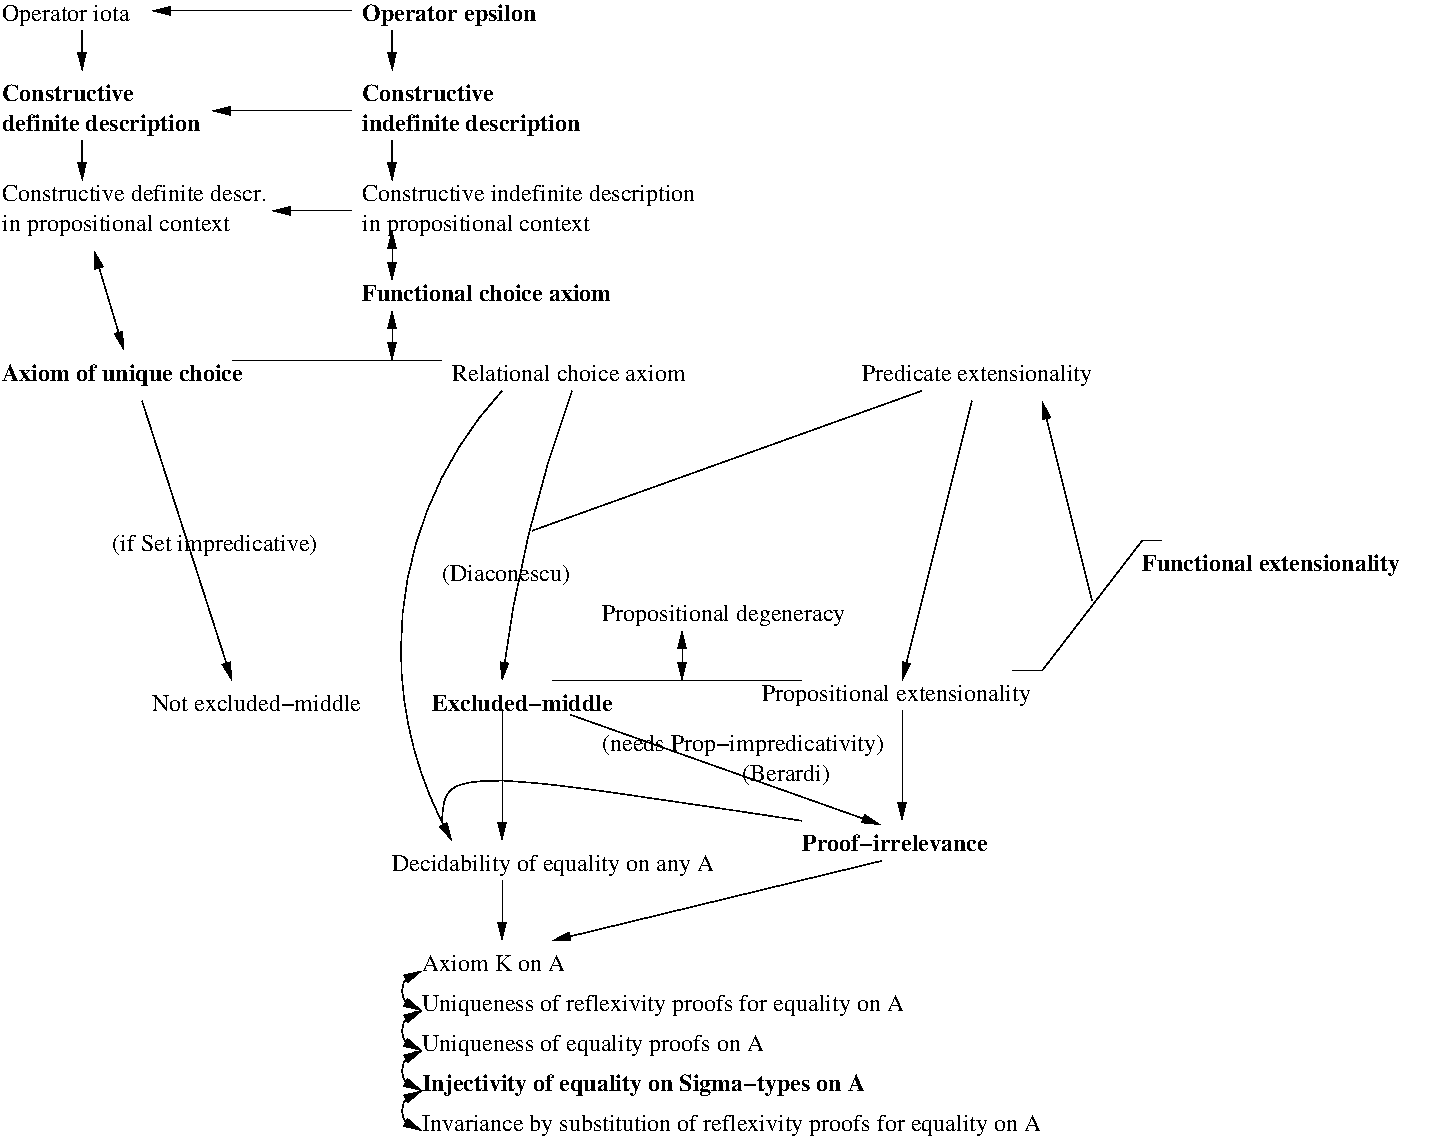 Operator iota
Operator epsilon
Constructive
definite description
Constructive
indefinite description
Constructive definite descr.
in propositional context
Constructive indefinite description
in propositional context
Functional choice axiom
Axiom of unique choice
Relational choice axiom
Predicate extensionality
(if Set impredicative)
(Diaconescu)
Functional extensionality
Propositional degeneracy
Not excluded−middle
Excluded−middle
Propositional extensionality
(needs Prop−impredicativity)
(Berardi)
Proof−irrelevance
Decidability of equality on any A
Axiom K on A
Uniqueness of reflexivity proofs for equality on A
Uniqueness of equality proofs on A
Injectivity of equality on Sigma−types on A
Invariance by substitution of reflexivity proofs for equality on A